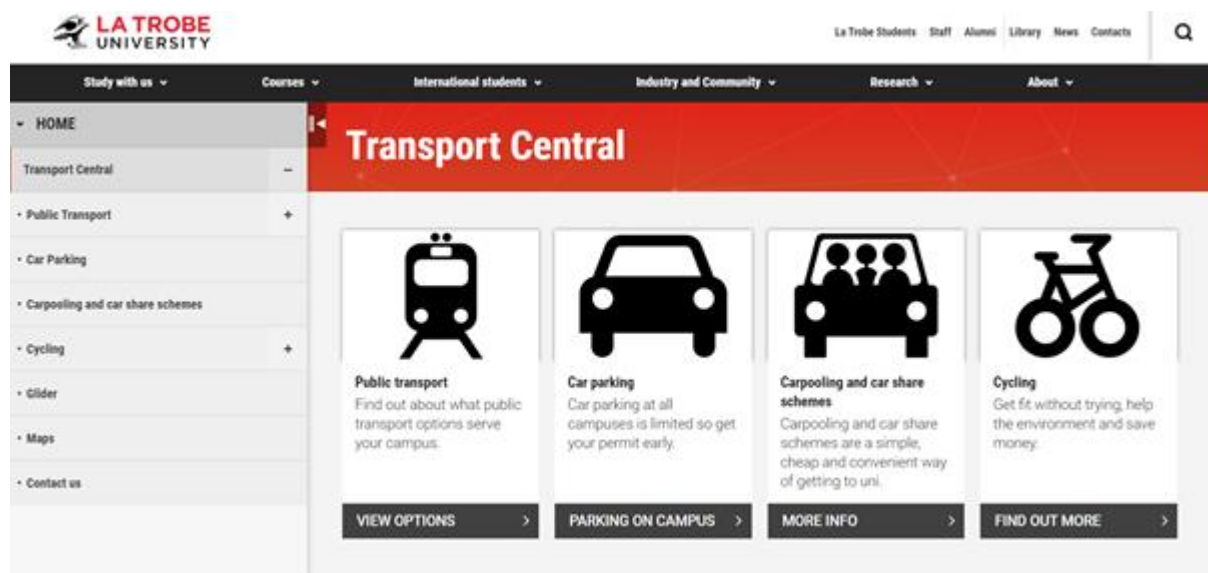 LA TROBE
UNIVERSITY
La Trobe Students Staff Alumni Library News Contacts
Study with us Courses International students Industry and Community Research About
HOME
Transport Central
Public Transport
Car Parking
Carpooling and car share schemes
Cycling
Glider
Maps
Contact us
Transport Central
Public transport
Find out about what public
transport options serve
your campus.
VIEW OPTIONS
Car parking
Car parking at all
campuses is limited so get
your permit early.
PARKING ON CAMPUS
Carpooling and car share
schemes
Carpooling and car share
schemes are a simple,
cheap and convenient way
of getting to uni.
MORE INFO
Cycling
Get fit without trying, help
the environment and save
money.
FIND OUT MORE